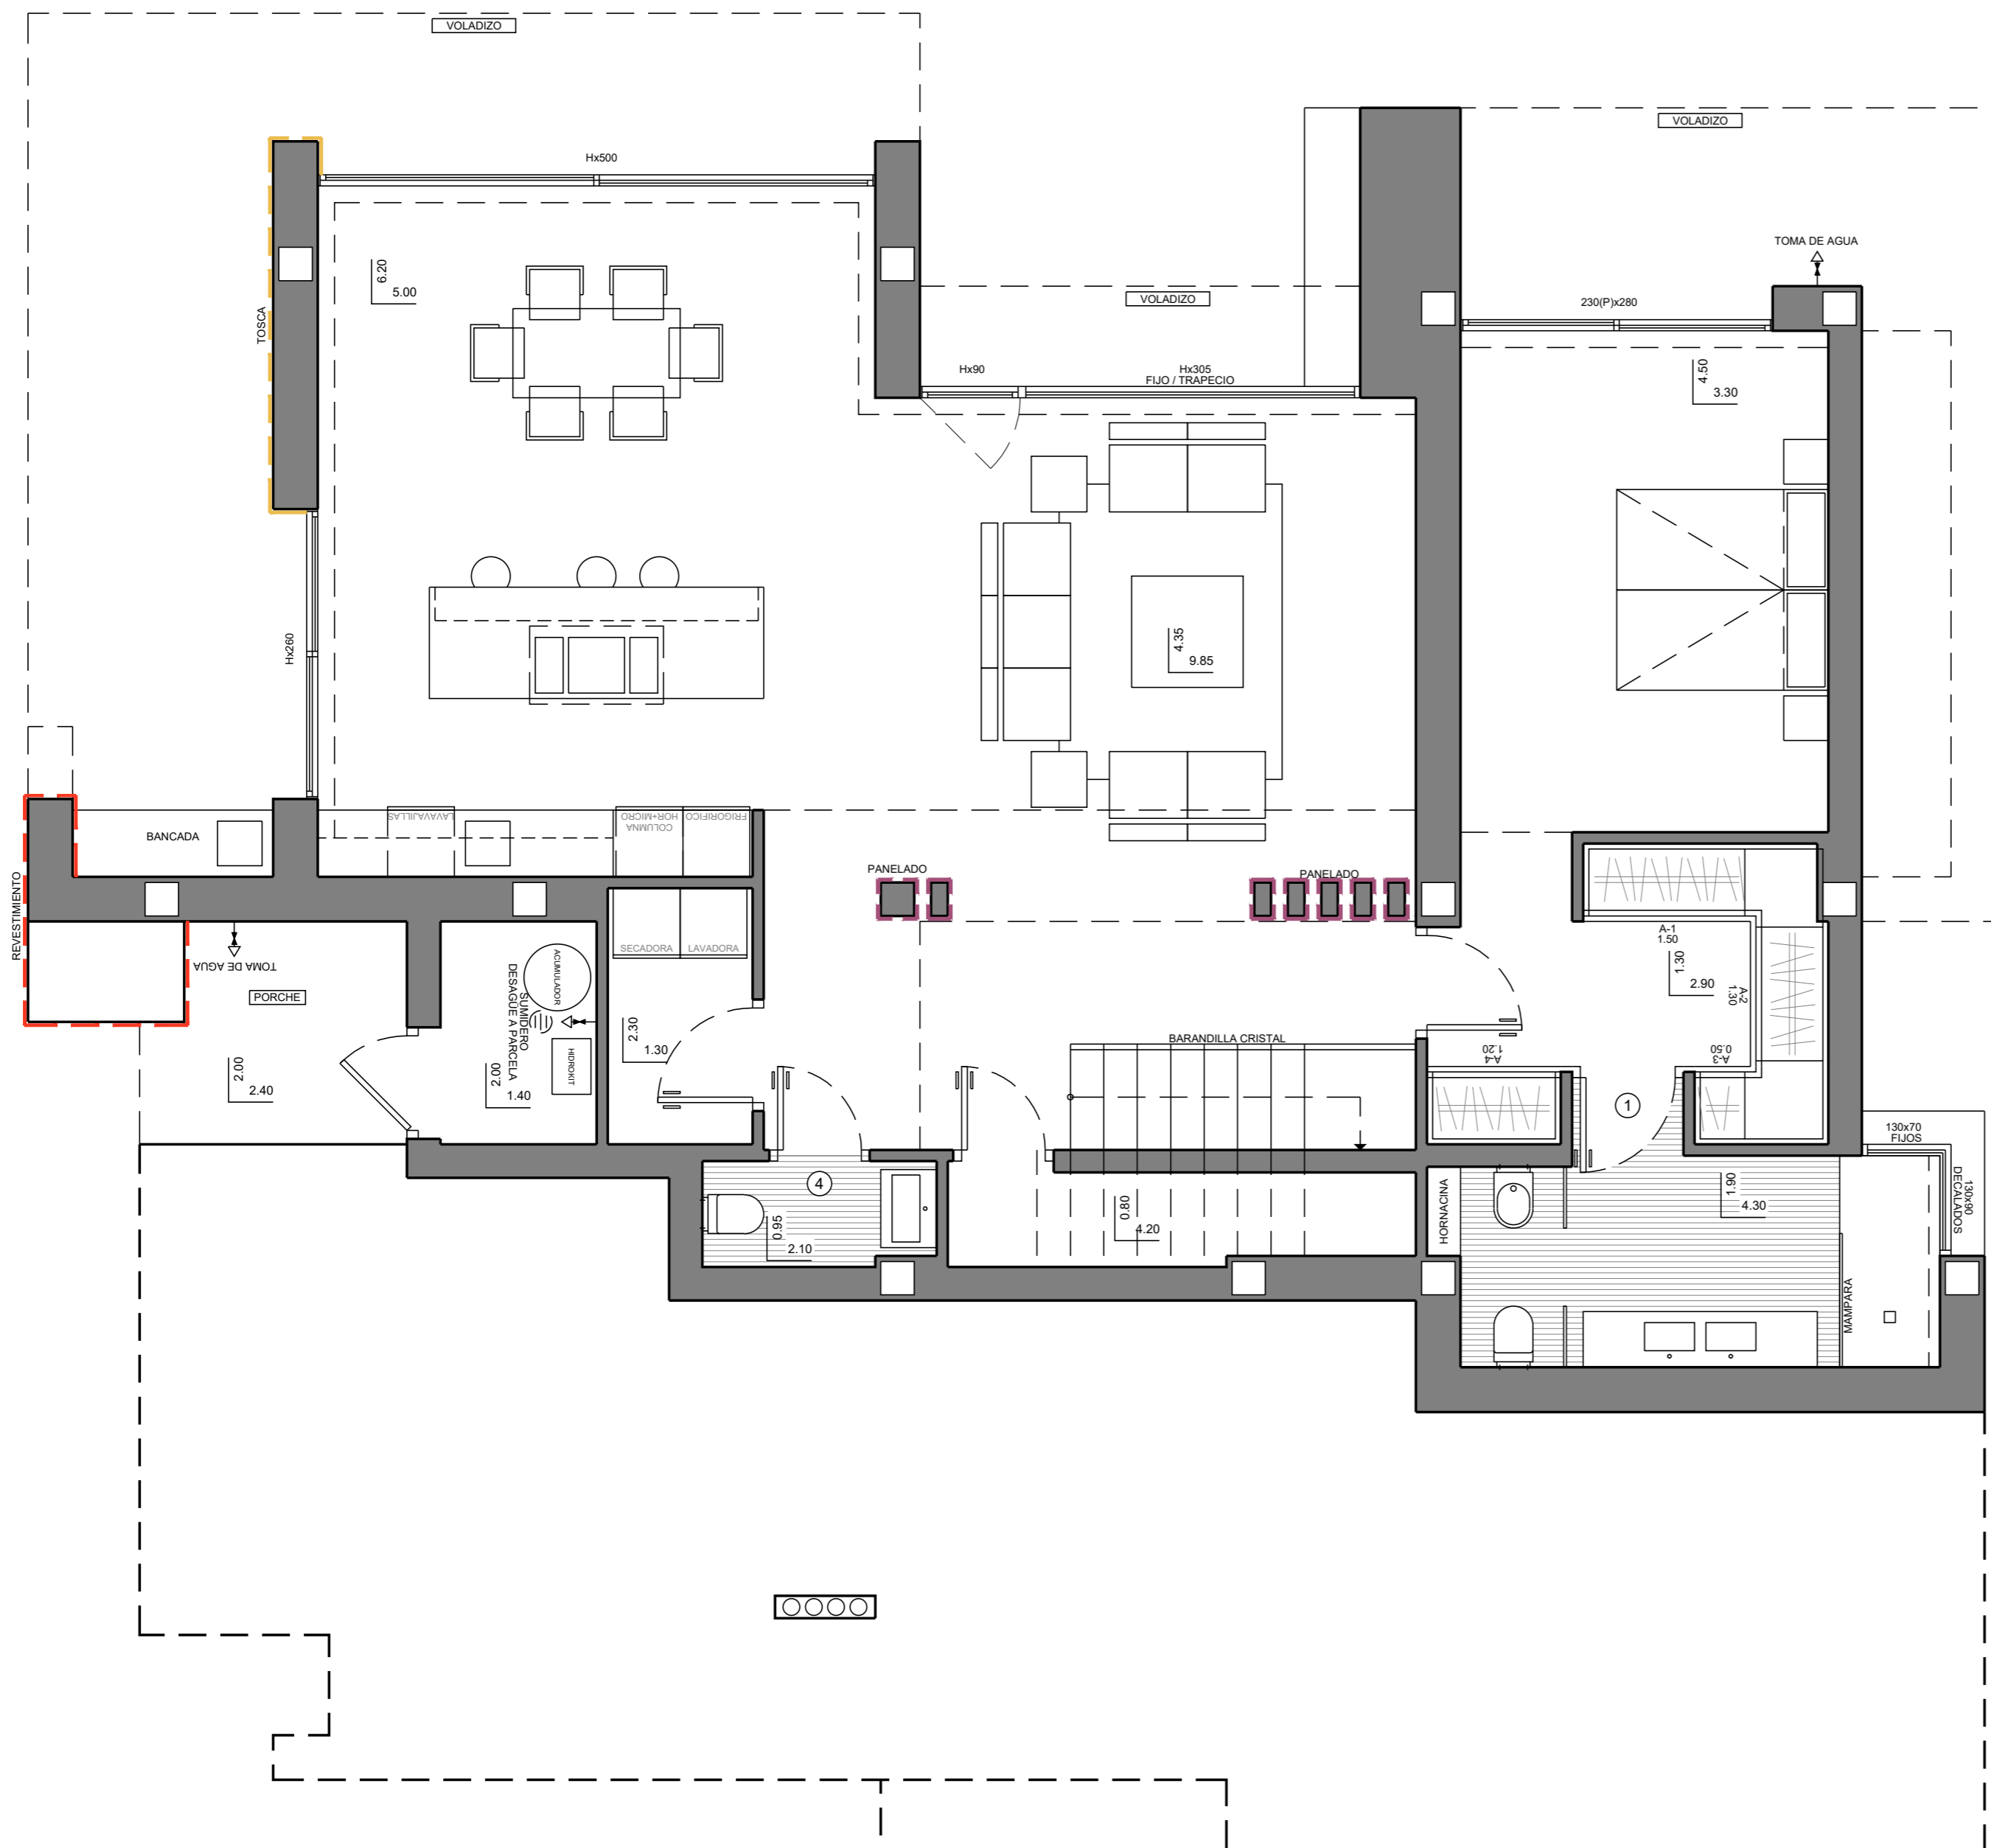 VOLADIZO
VOLADIZO
Hx500
TOMA DE AGUA
6.20
5.00
VOLADIZO
230(P)x280
TOSCA
Hx90
Hx305
FIJO / TRAPECIO
4.50
3.30
Hx260
4.35
9.85
BANCADA
LAVAVAJILLAS
COLUMNA
HOR+MICRO
FRIGORIFICO
PANELADO
PANELADO
REVESTIMIENTO
SECADORA
LAVADORA
A-1
1.50
TOMA DE AGUA
ACUMULADOR
1.30
2.90
A-2
1.30
PORCHE
SUMIDERO
DESAGÜE A PARCELA
2.30
1.30
BARANDILLA CRISTAL
A-4
1.20
A-3
0.50
HIDROKIT
2.00
2.40
2.00
1.40
1
130x70
FIJOS
4
130x90
DECALADOS
HORNACINA
0.95
2.10
0.80
4.20
1.90
4.30
MAMPARA